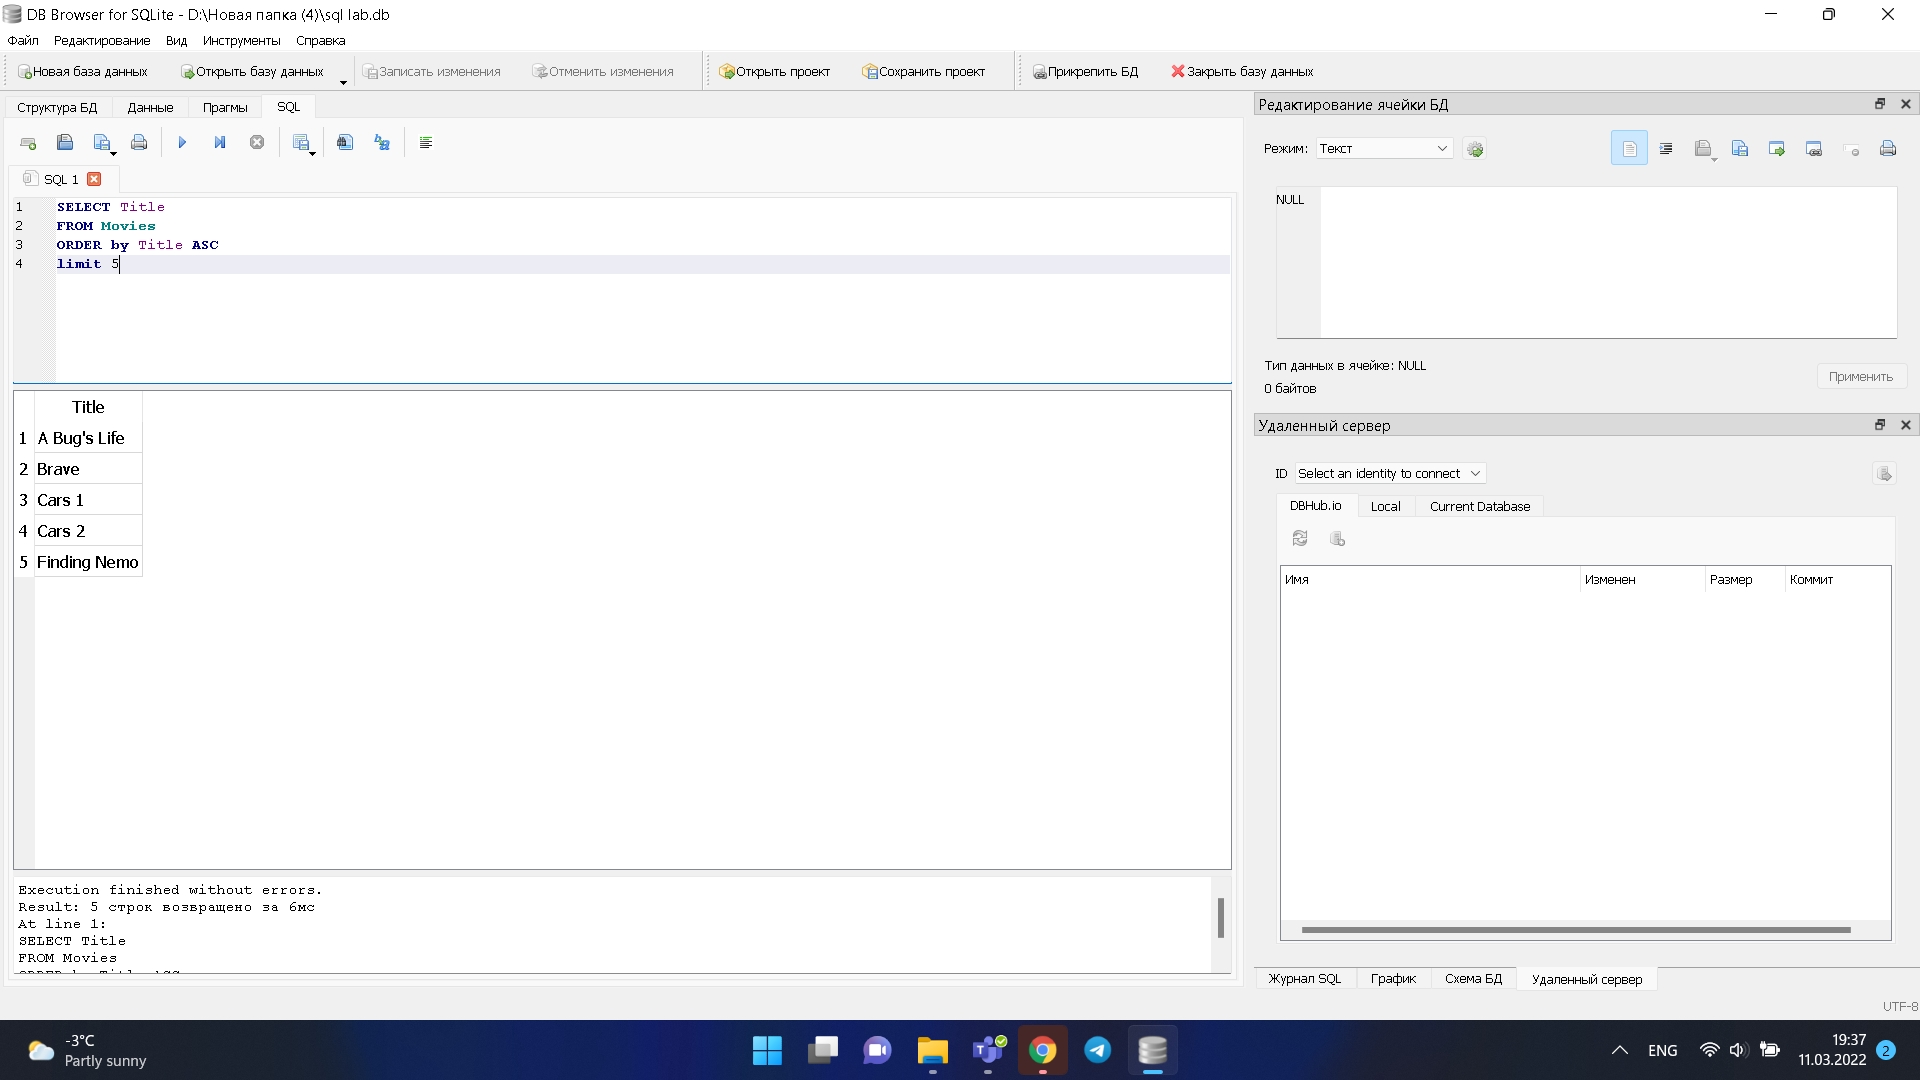 DB Browser for SQLite - D:\Новая папка (4)\sql lab.db
Файл Редактирование Вид Инструменты Справка
Новая база данных Открыть базу данных Записать изменения Отменить изменения Открыть проект Сохранить проект Прикрепить БД Закрыть базу данных
Структура БД Данные Прагмы SQL
SQL 1
1 SELECT Title
2 FROM Movies
3 ORDER by Title ASC
4 limit 5
Title
1 A Bug's Life
2 Brave
3 Cars 1
4 Cars 2
5 Finding Nemo
Execution finished without errors.
Result: 5 строк возвращено за 6мс
At line 1:
SELECT Title
FROM Movies
ORDER by Title ASC
Редактирование ячейки БД
Режим: Текст
NULL
Тип данных в ячейке: NULL
0 байтов
Применить
Удаленный сервер
ID Select an identity to connect
DBHub.io Local Current Database
Имя Изменен Размер Коммит
Журнал SQL График Схема БД Удаленный сервер
UTF-8
-3°C
Partly sunny
ENG
19:37
11.03.2022
2